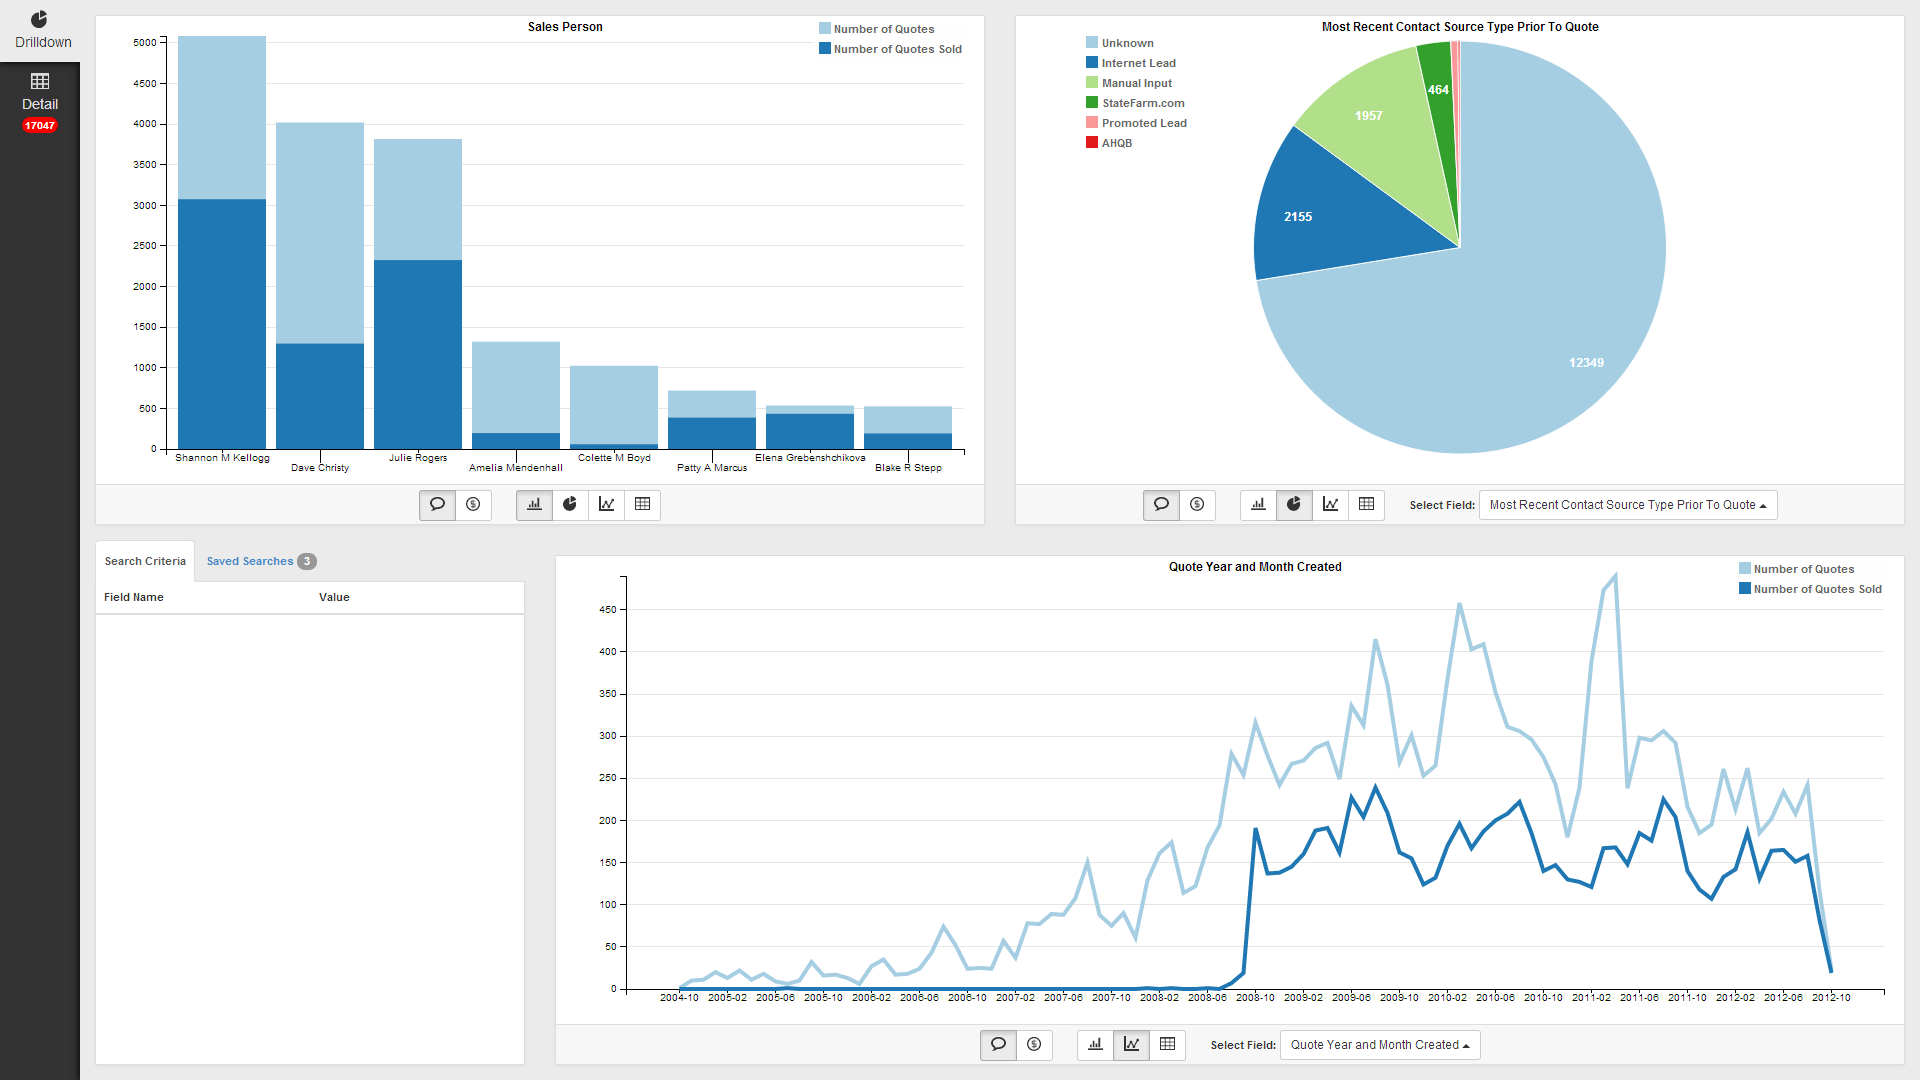 Drilldown
Detail
17047
Sales Person
Number of Quotes
Number of Quotes Sold
5000
4500
4000
3500
3000
2500
2000
1500
1000
500
0
Shannon M Kellogg
Dave Christy
Julie Rogers
Amelia Mendenhall
Colette M Boyd
Patty A Marcus
Elena Grebenshchikova
Blake R Stepp
Most Recent Contact Source Type Prior To Quote
Unknown
Internet Lead
Manual Input
StateFarm.com
Promoted Lead
AHQB
464
1957
2155
12349
Select Field: Most Recent Contact Source Type Prior To Quote
Search Criteria
Saved Searches 3
Field Name Value
Quote Year and Month Created
Number of Quotes
Number of Quotes Sold
450
400
350
300
250
200
150
100
50
0
2004-10 2005-02 2005-06 2005-10 2006-02 2006-06 2006-10 2007-02 2007-06 2007-10 2008-02 2008-06 2008-10 2009-02 2009-06 2009-10 2010-02 2010-06 2010-10 2011-02 2011-06 2011-10 2012-02 2012-06 2012-10
Select Field: Quote Year and Month Created